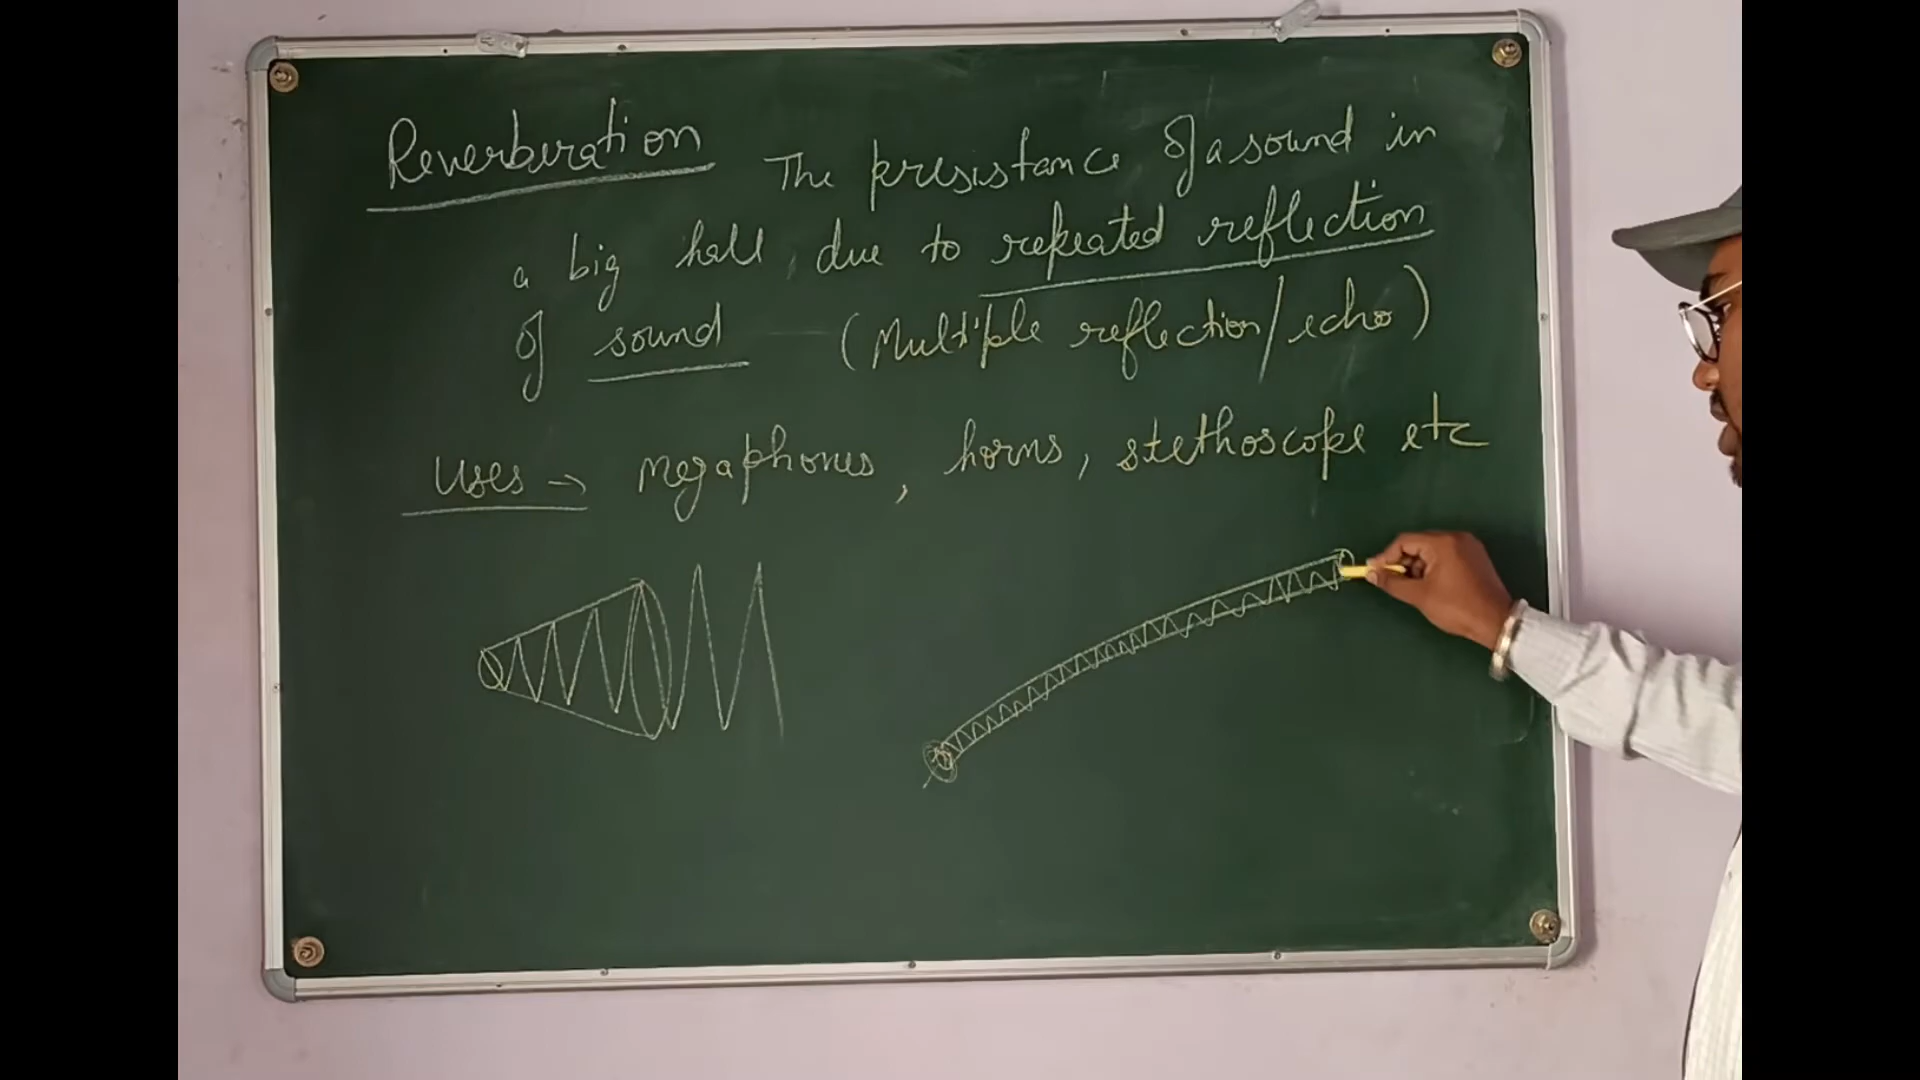 Reverberation The presistance of a sound in
a big hall, due to repeated reflection
of sound (Multiple reflection/echo)
Uses → Megaphones, horns, stethoscope etc